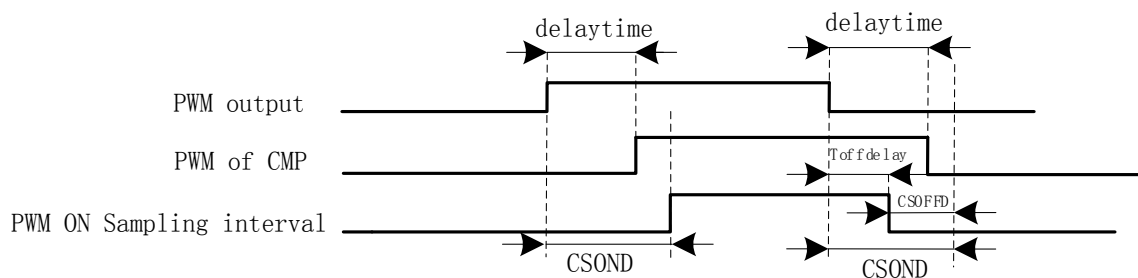 delaytime
delaytime
PWM output
PWM of CMP
Toffdelay
PWM ON Sampling interval
CSOFFD
CSOND
CSOND